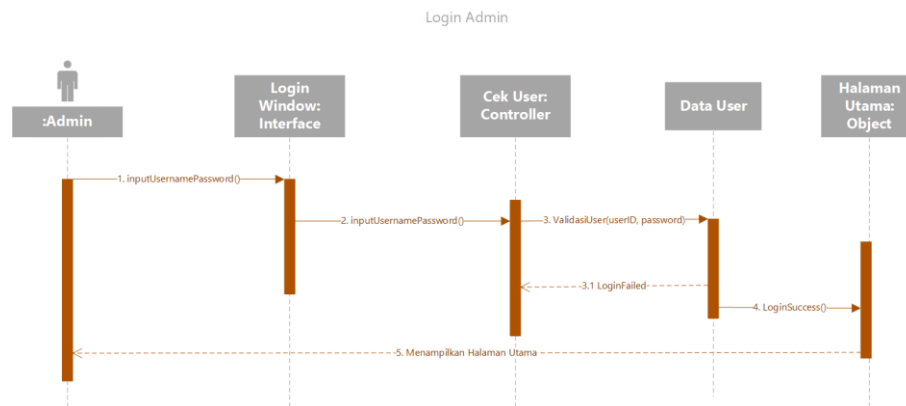 Login Admin
:Admin
Login
Window:
Interface
Cek User:
Controller
Data User
Halaman
Utama:
Object
1. inputUsernamePassword()
2. inputUsernamePassword()
3. ValidasiUser(userID, password)
3.1 LoginFailed
4. LoginSuccess()
5. Menampilkan Halaman Utama